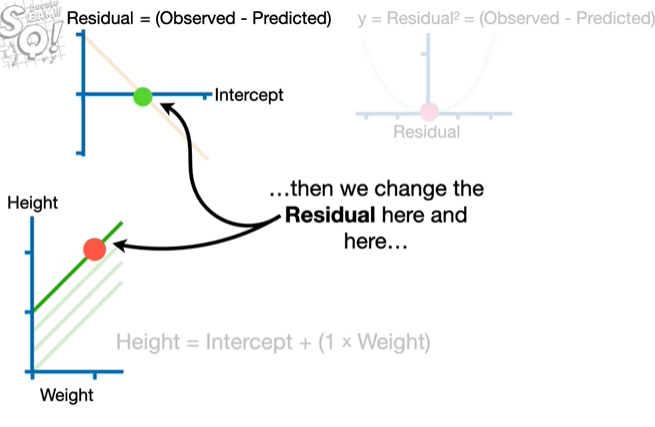 Residual = (Observed - Predicted)
y = Residual² = (Observed - Predicted)
Intercept
Residual
...then we change the
Residual here and
here...
Height
Height = Intercept + (1 × Weight)
Weight